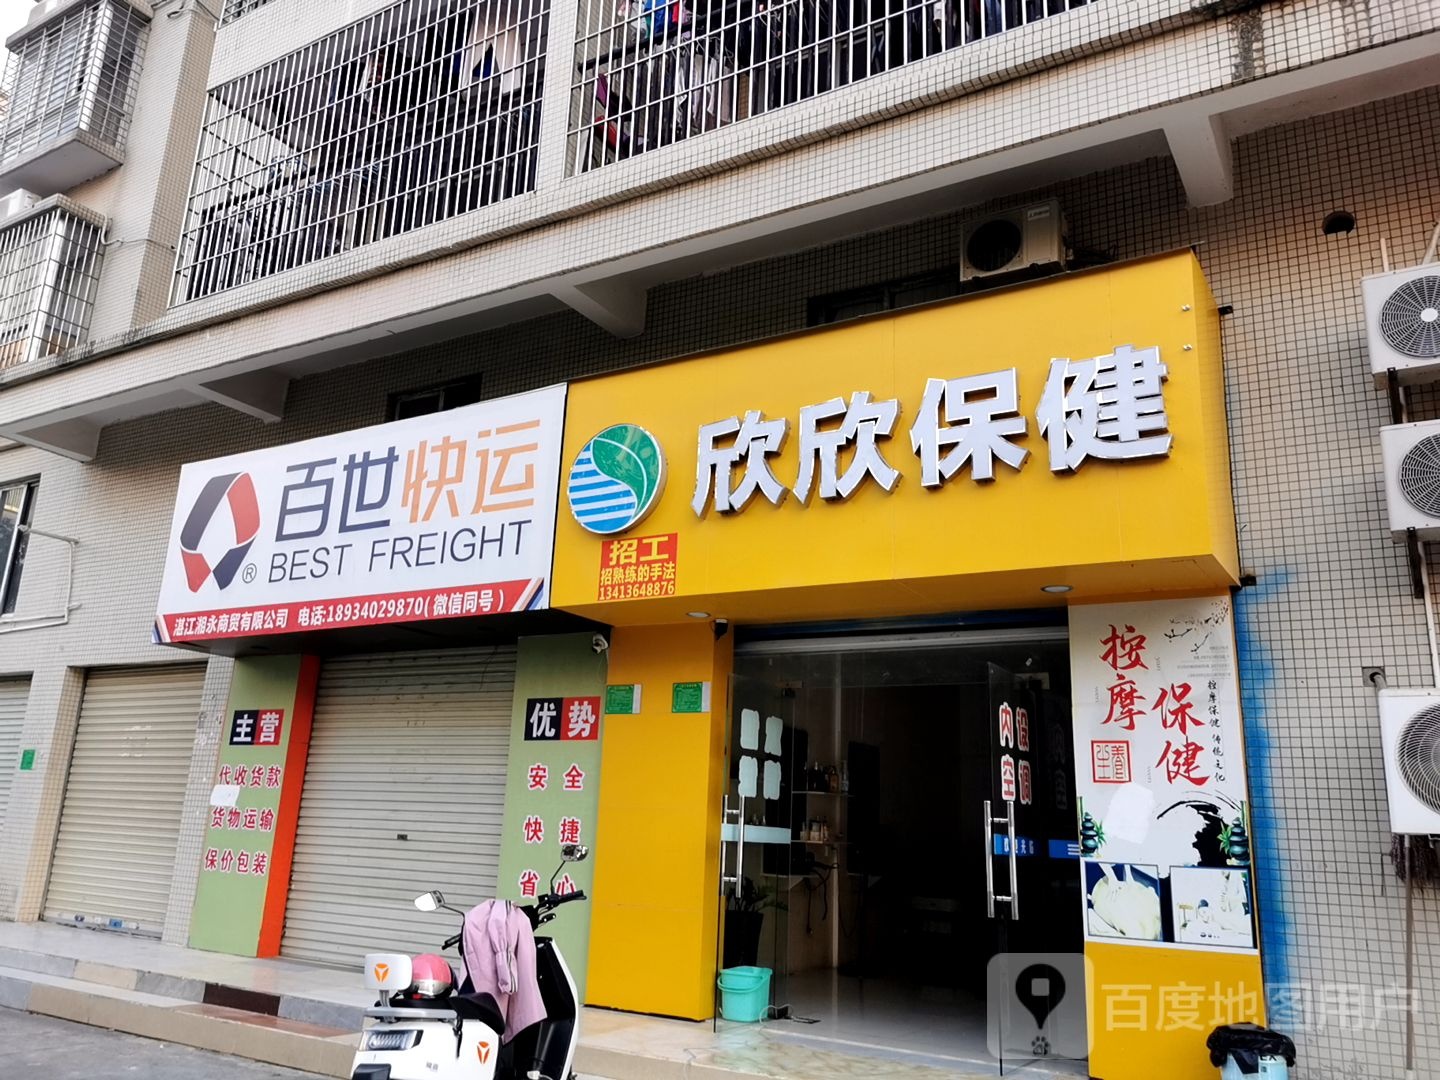 百世快运
® BEST FREIGHT
湛江湘永商贸有限公司 电话:18934029870(微信同号)
主营
代收货款
货物运输
保价包装
优势
安全
快捷
省心
欣欣保健
招工
招熟练的手法
13413648876
内设
空调
按摩
保健
按摩保健 传统文化
养生
百度地图用户